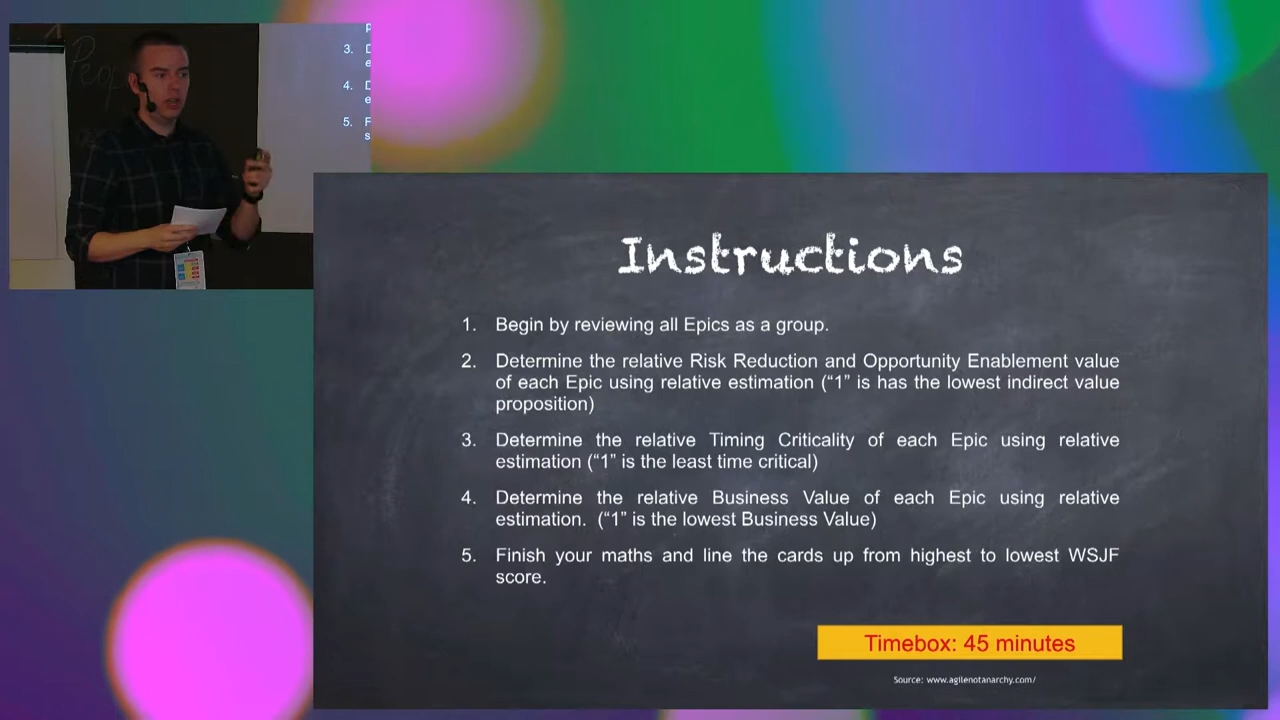 Peop
3. D
e
4. D
e
5. F
s
Instructions
1. Begin by reviewing all Epics as a group.
2. Determine the relative Risk Reduction and Opportunity Enablement value
of each Epic using relative estimation (“1” is has the lowest indirect value
proposition)
3. Determine the relative Timing Criticality of each Epic using relative
estimation (“1” is the least time critical)
4. Determine the relative Business Value of each Epic using relative
estimation. (“1” is the lowest Business Value)
5. Finish your maths and line the cards up from highest to lowest WSJF
score.
Timebox: 45 minutes
Source: www.agilenotanarchy.com/